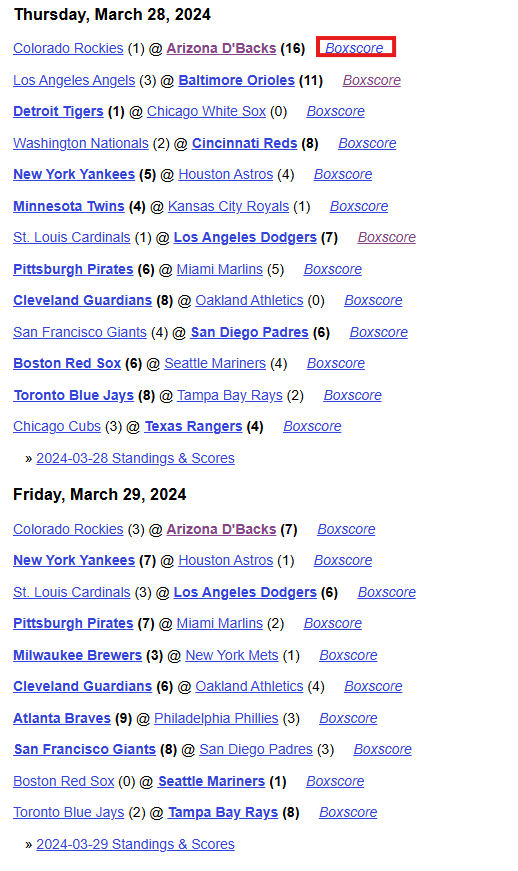 Thursday, March 28, 2024
Colorado Rockies (1) @ Arizona D'Backs (16) Boxscore
Los Angeles Angels (3) @ Baltimore Orioles (11) Boxscore
Detroit Tigers (1) @ Chicago White Sox (0) Boxscore
Washington Nationals (2) @ Cincinnati Reds (8) Boxscore
New York Yankees (5) @ Houston Astros (4) Boxscore
Minnesota Twins (4) @ Kansas City Royals (1) Boxscore
St. Louis Cardinals (1) @ Los Angeles Dodgers (7) Boxscore
Pittsburgh Pirates (6) @ Miami Marlins (5) Boxscore
Cleveland Guardians (8) @ Oakland Athletics (0) Boxscore
San Francisco Giants (4) @ San Diego Padres (6) Boxscore
Boston Red Sox (6) @ Seattle Mariners (4) Boxscore
Toronto Blue Jays (8) @ Tampa Bay Rays (2) Boxscore
Chicago Cubs (3) @ Texas Rangers (4) Boxscore
» 2024-03-28 Standings & Scores
Friday, March 29, 2024
Colorado Rockies (3) @ Arizona D'Backs (7) Boxscore
New York Yankees (7) @ Houston Astros (1) Boxscore
St. Louis Cardinals (3) @ Los Angeles Dodgers (6) Boxscore
Pittsburgh Pirates (7) @ Miami Marlins (2) Boxscore
Milwaukee Brewers (3) @ New York Mets (1) Boxscore
Cleveland Guardians (6) @ Oakland Athletics (4) Boxscore
Atlanta Braves (9) @ Philadelphia Phillies (3) Boxscore
San Francisco Giants (8) @ San Diego Padres (3) Boxscore
Boston Red Sox (0) @ Seattle Mariners (1) Boxscore
Toronto Blue Jays (2) @ Tampa Bay Rays (8) Boxscore
» 2024-03-29 Standings & Scores